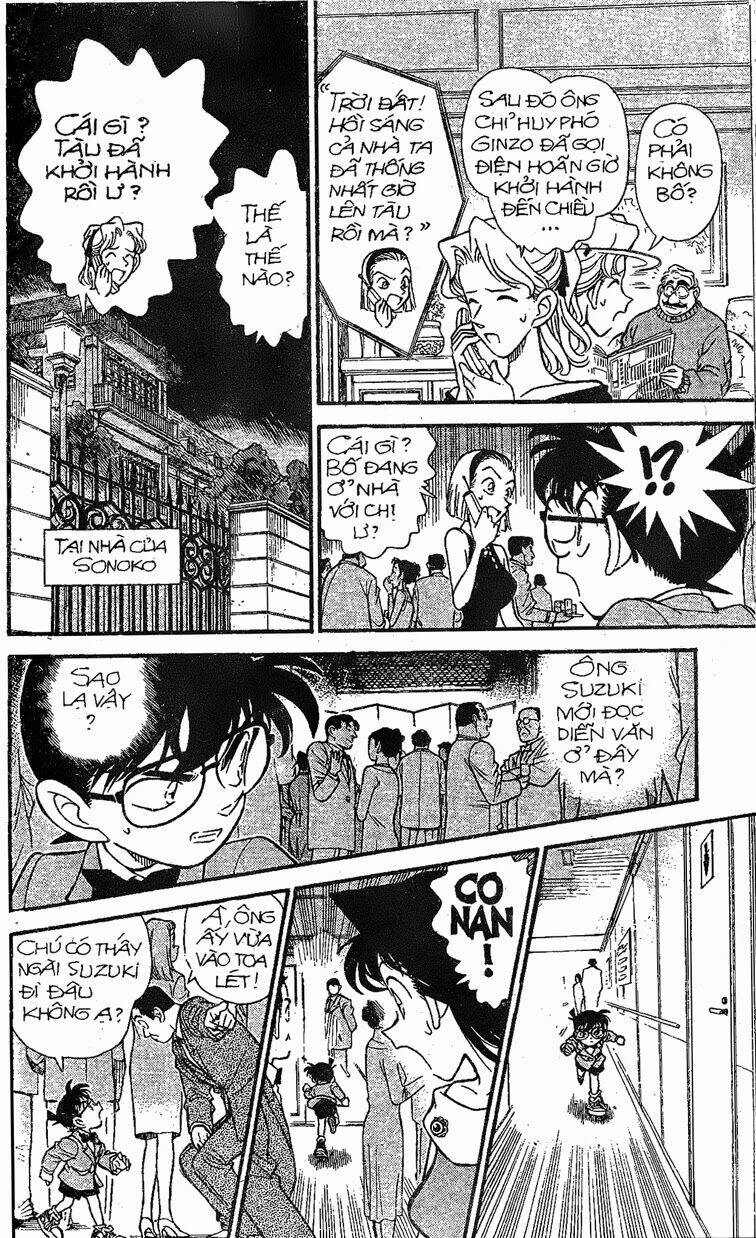 CÁI GÌ?
TÀU ĐÃ
KHỞI HÀNH
RỒI Ư?
THẾ
LÀ
THẾ
NÀO?
TẠI NHÀ CỦA
SONOKO
"TRỜI ĐẤT!
HỒI SÁNG
CẢ NHÀ TA
ĐÃ THỐNG
NHẤT GIỜ
LÊN TÀU
RỒI MÀ?"
SAU ĐÓ ÔNG
CHỈ HUY PHÓ
GINZO ĐÃ GỌI
ĐIỆN HOÃN GIỜ
KHỞI HÀNH
ĐẾN CHIỀU
...
CÓ
PHẢI
KHÔNG
BỐ?
CÁI GÌ?
BỐ ĐANG
Ở NHÀ
VỚI CHỊ
Ư?
!?
SAO
LẠ VẬY
?
ÔNG
SUZUKI
MỚI ĐỌC
DIỄN VĂN
Ở ĐÂY
MÀ?
CHÚ CÓ THẤY
NGÀI SUZUKI
ĐI ĐÂU
KHÔNG Ạ?
À, ÔNG
ẤY VỪA
VÀO TOA
LÉT!
CO
NAN
!